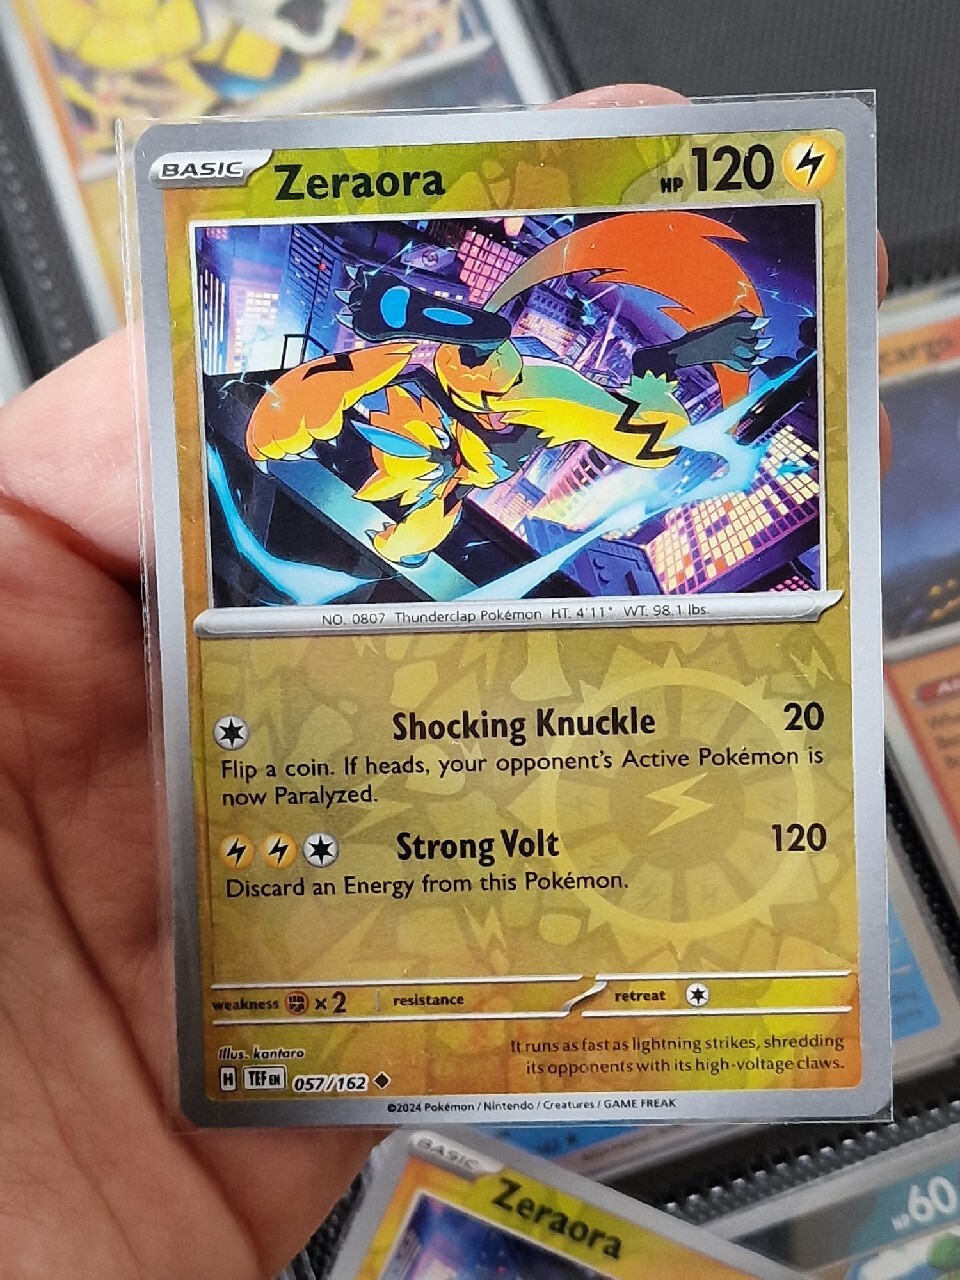 BASIC Zeraora HP 120
NO. 0807 Thunderclap Pokémon HT. 4'11" WT. 98.1 lbs.
Shocking Knuckle 20
Flip a coin. If heads, your opponent's Active Pokémon is
now Paralyzed.
Strong Volt 120
Discard an Energy from this Pokémon.
weakness ×2 resistance retreat
Illus. kantaro
It runs as fast as lightning strikes, shredding
its opponents with its high-voltage claws.
H TEF EN 057/162
©2024 Pokémon / Nintendo / Creatures / GAME FREAK
BASIC
Zeraora
HP 60